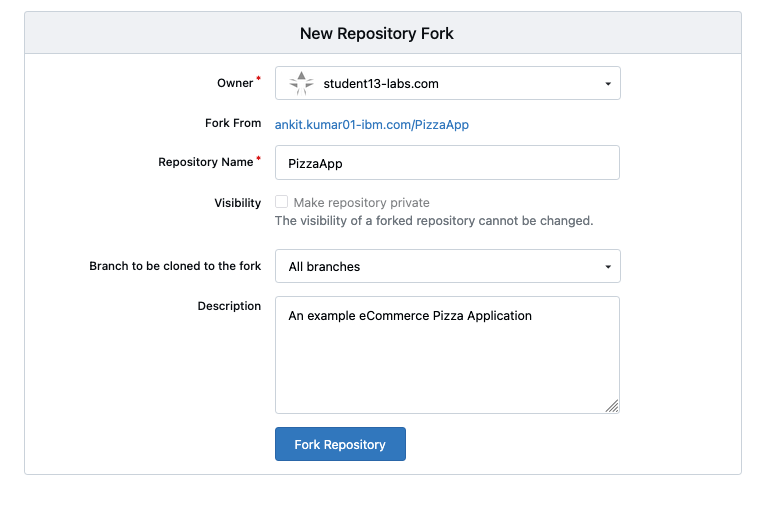 New Repository Fork
Owner *
student13-labs.com
Fork From
ankit.kumar01-ibm.com/PizzaApp
Repository Name *
PizzaApp
Visibility
Make repository private
The visibility of a forked repository cannot be changed.
Branch to be cloned to the fork
All branches
Description
An example eCommerce Pizza Application
Fork Repository